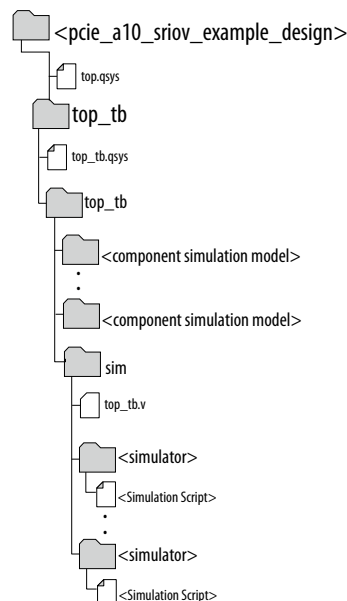 <pcie_a10_sriov_example_design>
top.qsys
top_tb
top_tb.qsys
top_tb
<component simulation model>
<component simulation model>
sim
top_tb.v
<simulator>
<Simulation Script>
<simulator>
<Simulation Script>